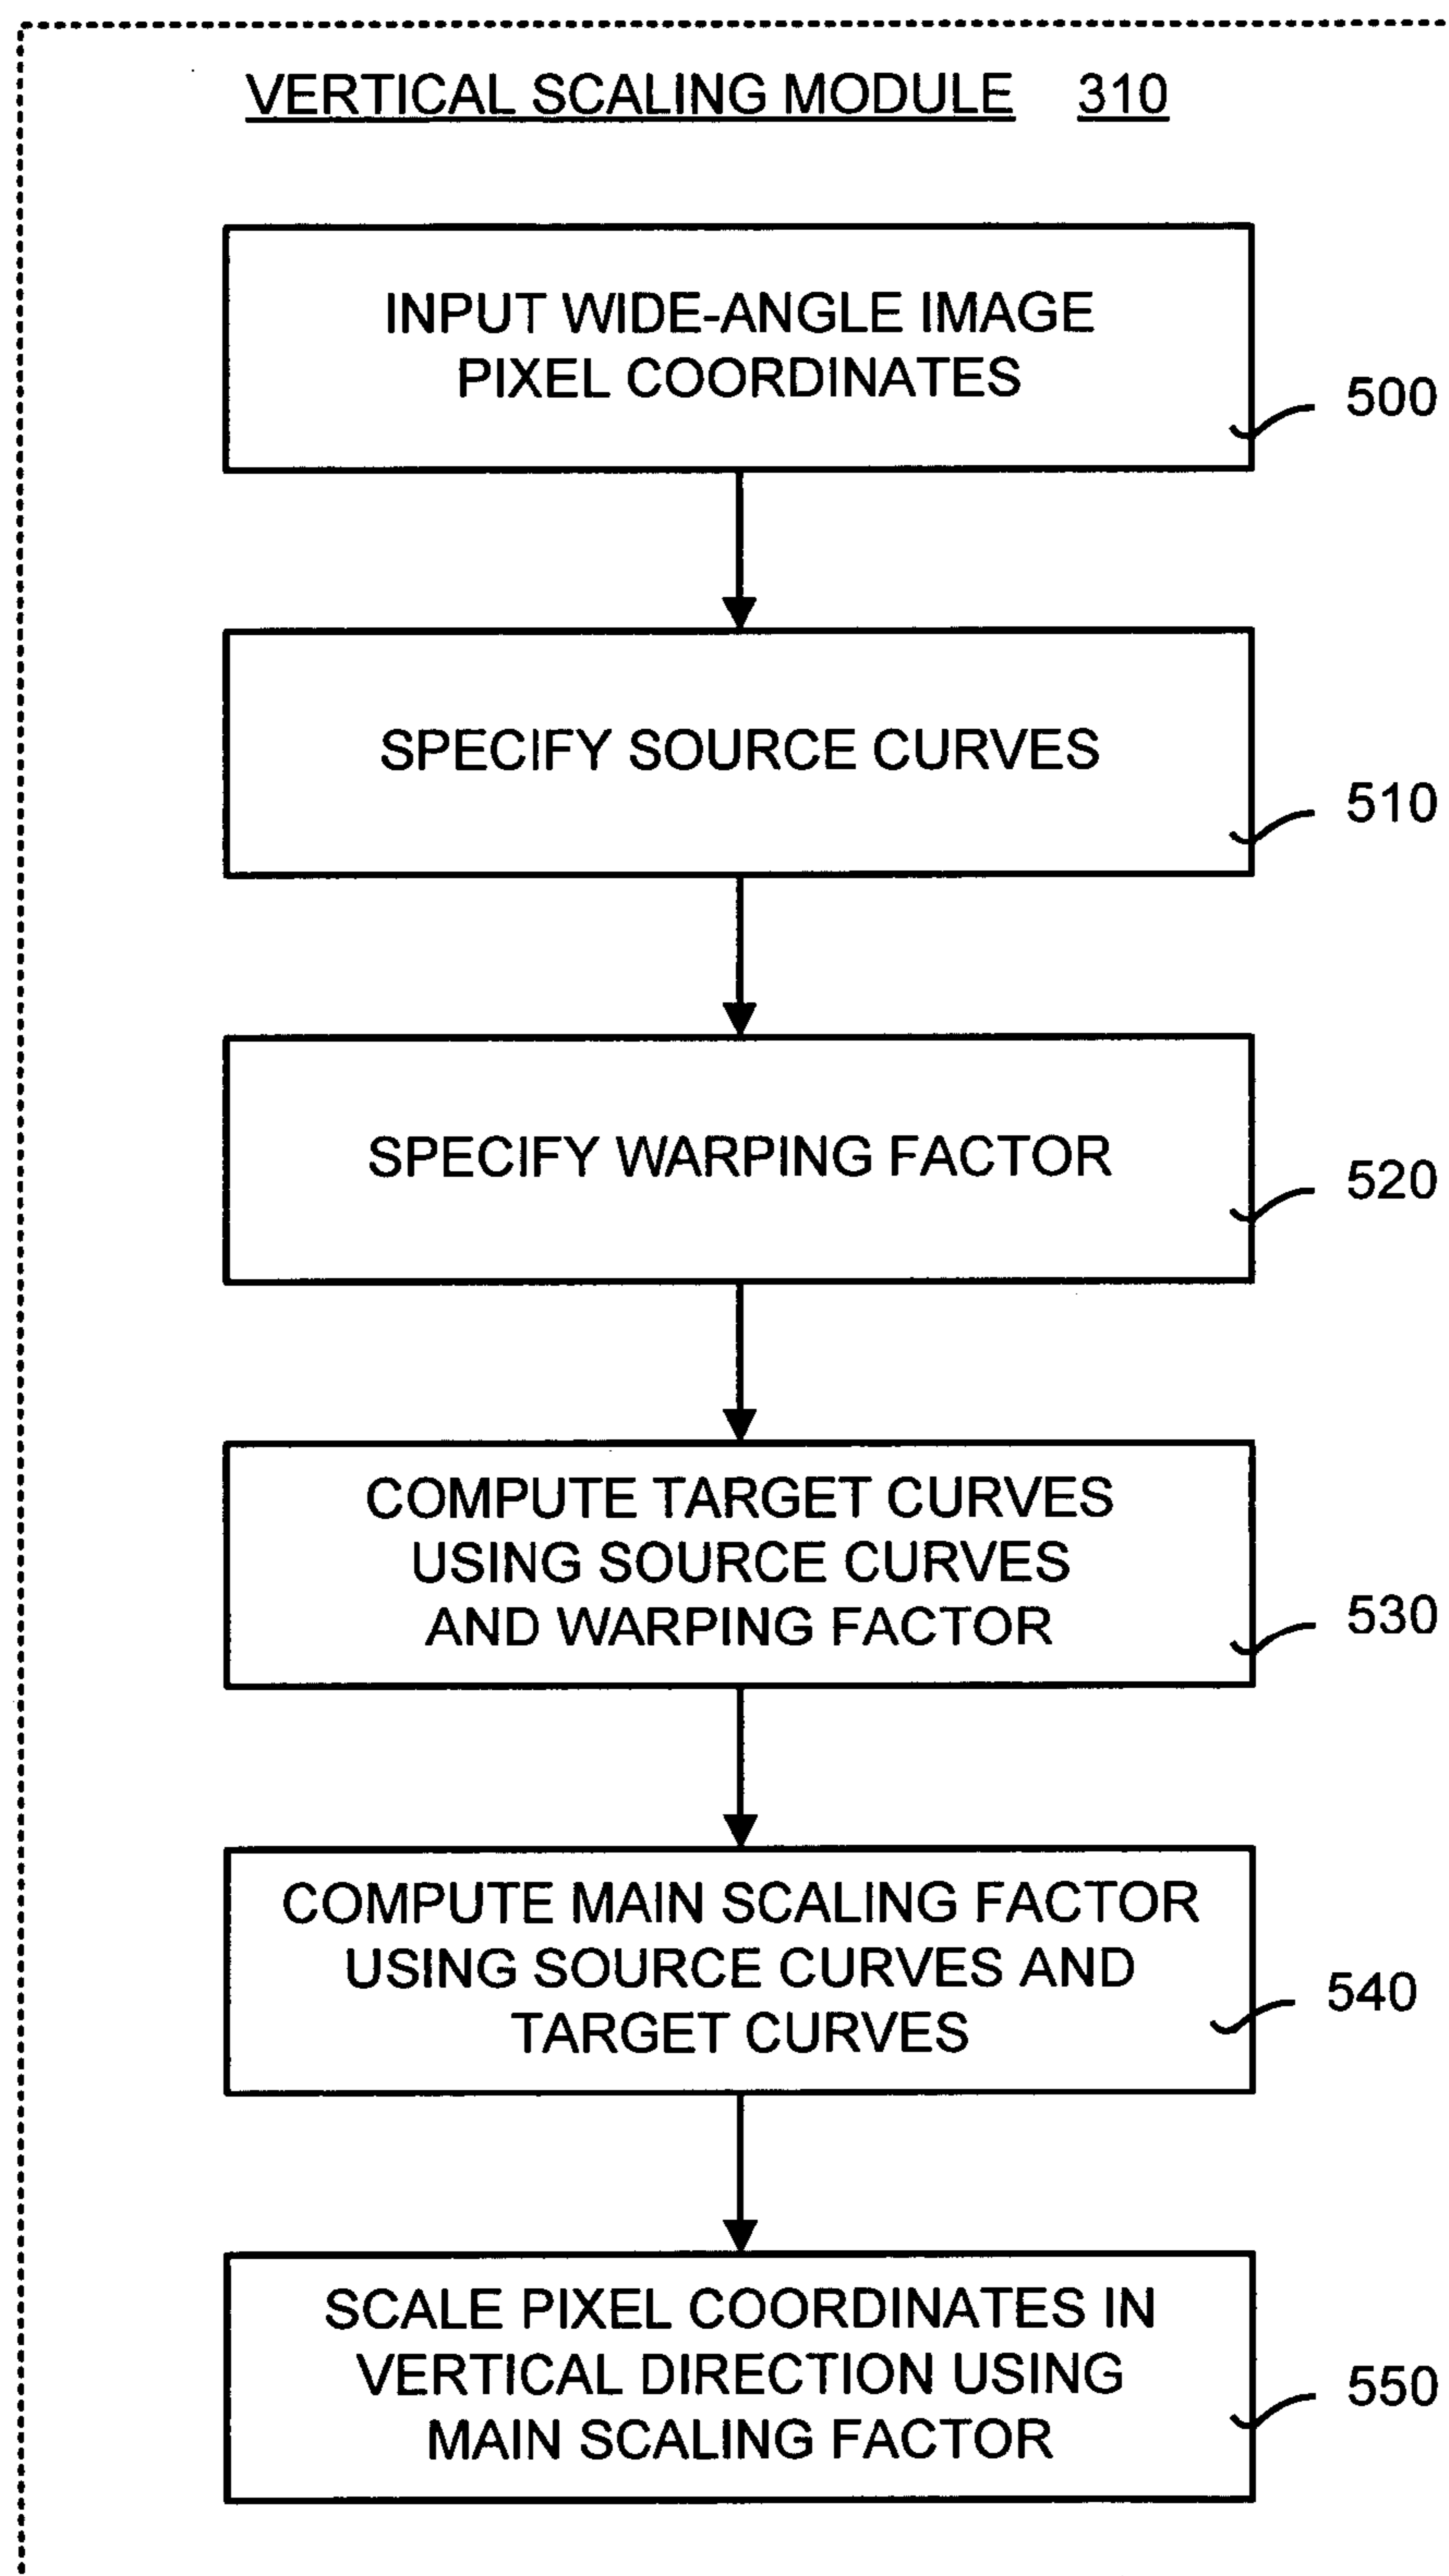 VERTICAL SCALING MODULE 310
INPUT WIDE-ANGLE IMAGE
PIXEL COORDINATES
500
SPECIFY SOURCE CURVES
510
SPECIFY WARPING FACTOR
520
COMPUTE TARGET CURVES
USING SOURCE CURVES
AND WARPING FACTOR
530
COMPUTE MAIN SCALING FACTOR
USING SOURCE CURVES AND
TARGET CURVES
540
SCALE PIXEL COORDINATES IN
VERTICAL DIRECTION USING
MAIN SCALING FACTOR
550